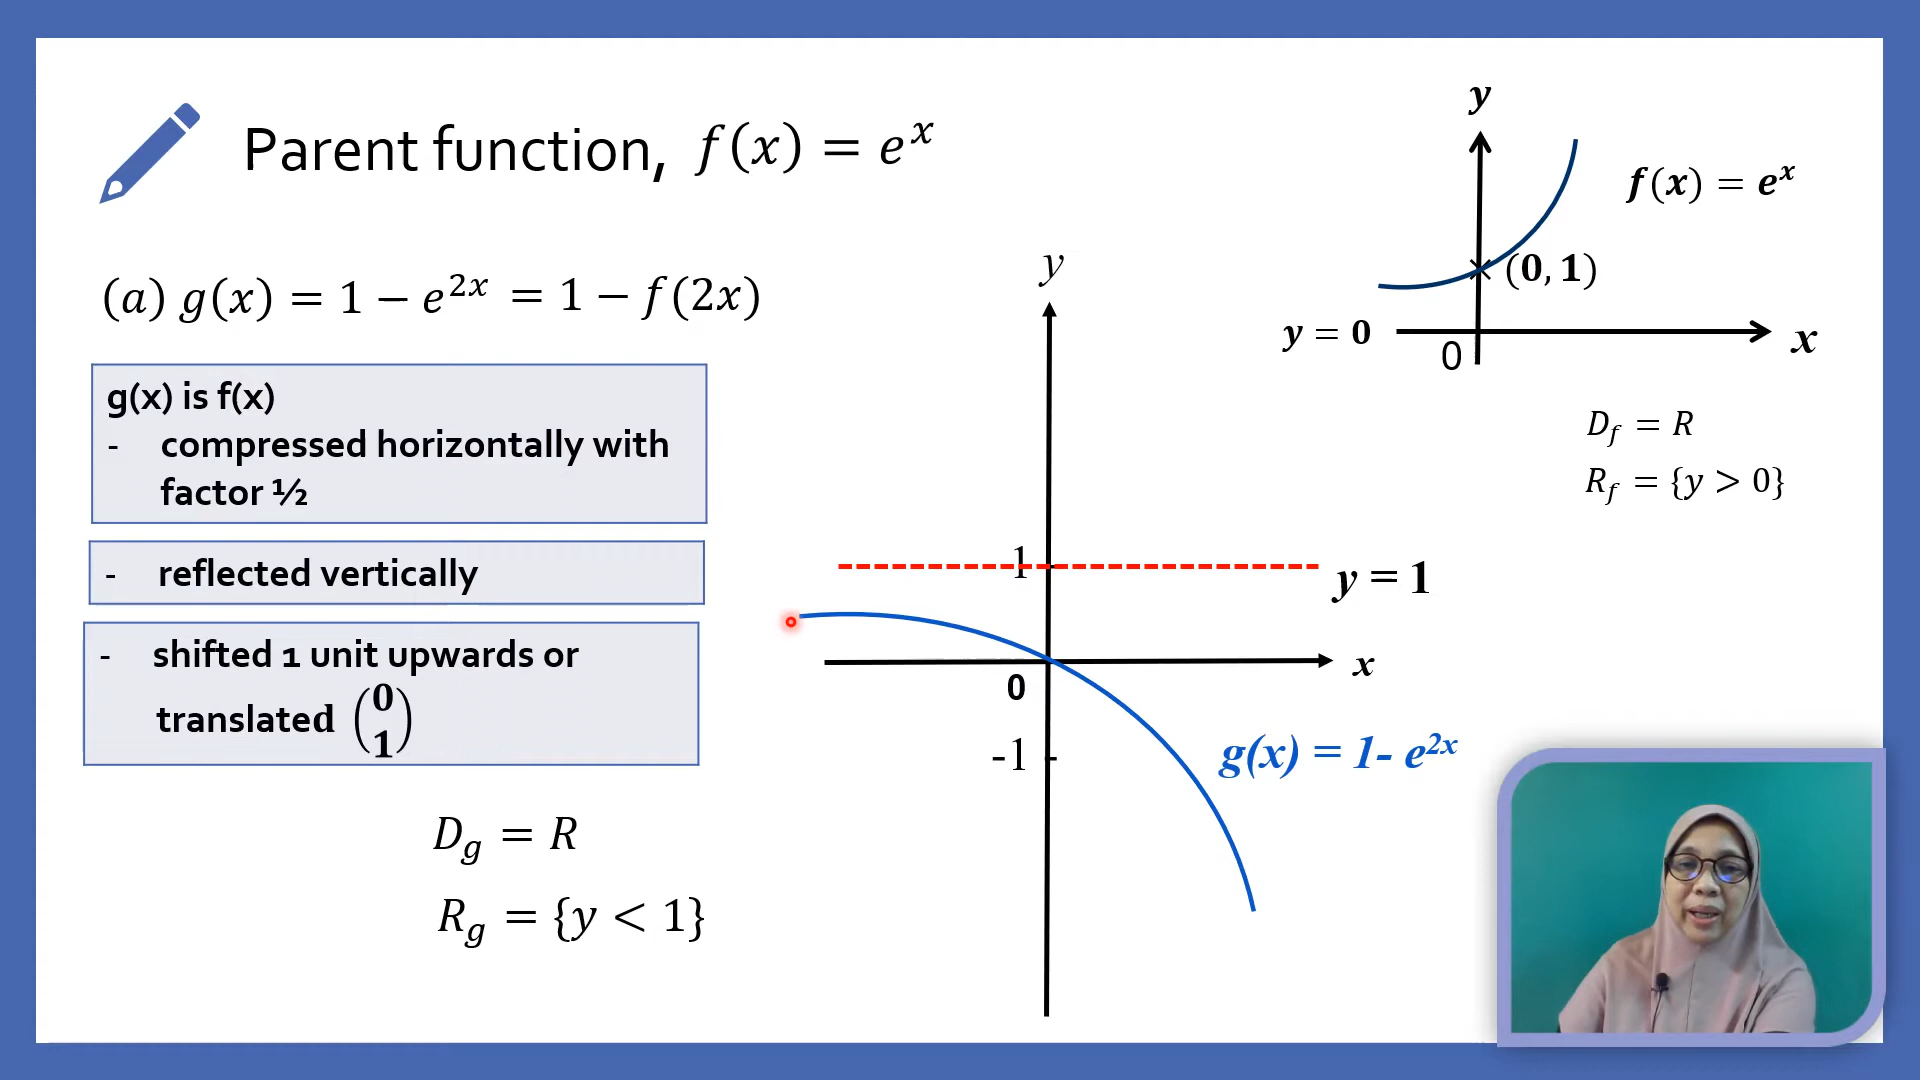 Parent function, f(x) = eˣ
(a) g(x) = 1 − e²ˣ = 1 − f(2x)
g(x) is f(x)
- compressed horizontally with
factor ½
- reflected vertically
- shifted 1 unit upwards or
translated (0 1)
D_g = R
R_g = {y < 1}
y
1
y = 1
x
0
-1
g(x) = 1- e²ˣ
y
f(x) = eˣ
(0, 1)
y = 0
0
x
D_f = R
R_f = {y > 0}